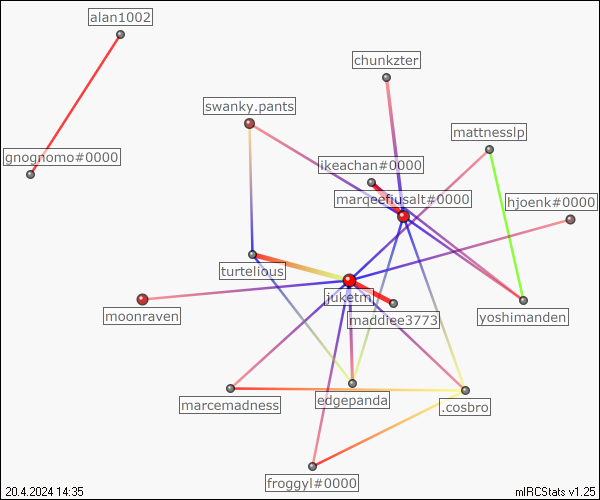 alan1002
chunkzter
swanky.pants
mattnesslp
gnognomo#0000
ikeachan#0000
marqeefiusalt#0000
hjoenk#0000
turtelious
juketni
moonraven
maddiee3773
yoshimanden
edgepanda
marcemadness
.cosbro
froggyl#0000
20.4.2024 14:35
mIRCStats v1.25